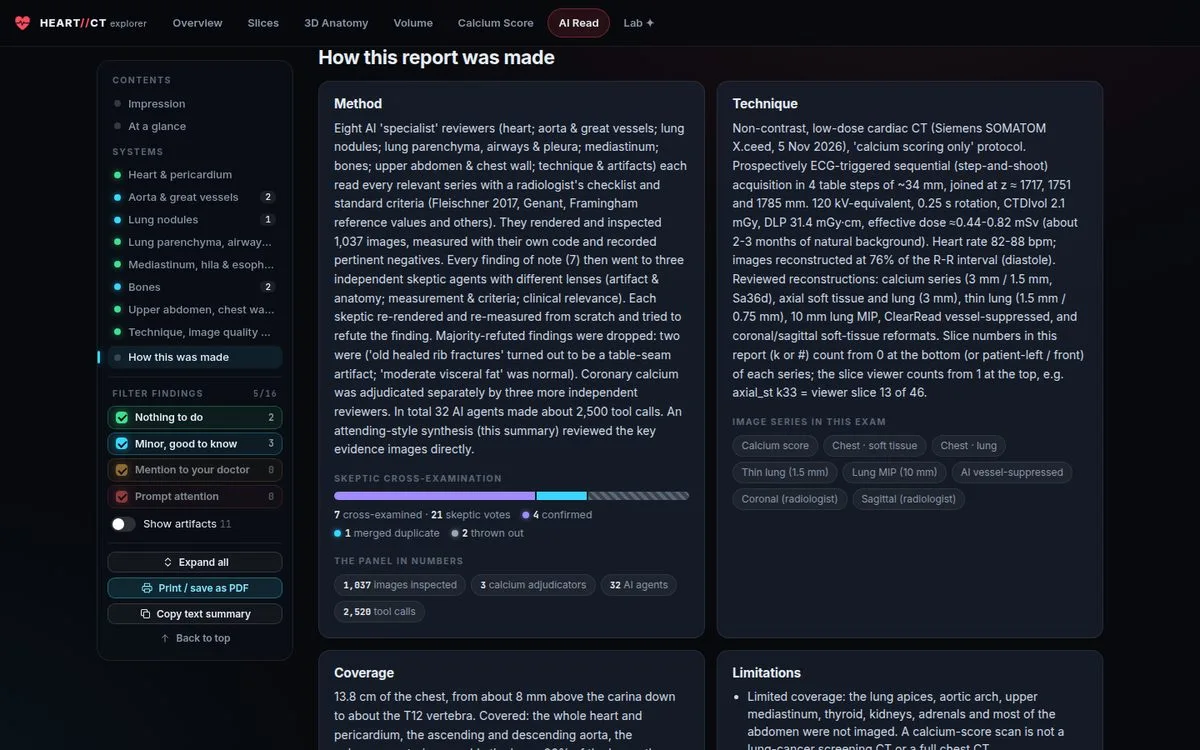 HEART//CT explorer
Overview
Slices
3D Anatomy
Volume
Calcium Score
AI Read
Lab ✦
CONTENTS
Impression
At a glance
SYSTEMS
Heart & pericardium
Aorta & great vessels 2
Lung nodules 1
Lung parenchyma, airway...
Mediastinum, hila & esoph...
Bones 2
Upper abdomen, chest wa...
Technique, image quality ...
How this was made
FILTER FINDINGS 5/16
Nothing to do 2
Minor, good to know 3
Mention to your doctor 0
Prompt attention 0
Show artifacts 11
Expand all
Print / save as PDF
Copy text summary
↑ Back to top
How this report was made
Method
Eight AI 'specialist' reviewers (heart; aorta & great vessels; lung
nodules; lung parenchyma, airways & pleura; mediastinum;
bones; upper abdomen & chest wall; technique & artifacts) each
read every relevant series with a radiologist's checklist and
standard criteria (Fleischner 2017, Genant, Framingham
reference values and others). They rendered and inspected
1,037 images, measured with their own code and recorded
pertinent negatives. Every finding of note (7) then went to three
independent skeptic agents with different lenses (artifact &
anatomy; measurement & criteria; clinical relevance). Each
skeptic re-rendered and re-measured from scratch and tried to
refute the finding. Majority-refuted findings were dropped: two
were ('old healed rib fractures' turned out to be a table-seam
artifact; 'moderate visceral fat' was normal). Coronary calcium
was adjudicated separately by three more independent
reviewers. In total 32 AI agents made about 2,500 tool calls. An
attending-style synthesis (this summary) reviewed the key
evidence images directly.
SKEPTIC CROSS-EXAMINATION
7 cross-examined · 21 skeptic votes 4 confirmed
1 merged duplicate 2 thrown out
THE PANEL IN NUMBERS
1,037 images inspected
3 calcium adjudicators
32 AI agents
2,520 tool calls
Technique
Non-contrast, low-dose cardiac CT (Siemens SOMATOM
X.ceed, 5 Nov 2026), 'calcium scoring only' protocol.
Prospectively ECG-triggered sequential (step-and-shoot)
acquisition in 4 table steps of ~34 mm, joined at z ≈ 1717, 1751
and 1785 mm. 120 kV-equivalent, 0.25 s rotation, CTDIvol 2.1
mGy, DLP 31.4 mGy·cm, effective dose ≈0.44-0.82 mSv (about
2-3 months of natural background). Heart rate 82-88 bpm;
images reconstructed at 76% of the R-R interval (diastole).
Reviewed reconstructions: calcium series (3 mm / 1.5 mm,
Sa36d), axial soft tissue and lung (3 mm), thin lung (1.5 mm /
0.75 mm), 10 mm lung MIP, ClearRead vessel-suppressed, and
coronal/sagittal soft-tissue reformats. Slice numbers in this
report (k or #) count from 0 at the bottom (or patient-left / front)
of each series; the slice viewer counts from 1 at the top, e.g.
axial_st k33 = viewer slice 13 of 46.
IMAGE SERIES IN THIS EXAM
Calcium score
Chest · soft tissue
Chest · lung
Thin lung (1.5 mm)
Lung MIP (10 mm)
AI vessel-suppressed
Coronal (radiologist)
Sagittal (radiologist)
Coverage
13.8 cm of the chest, from about 8 mm above the carina down
to about the T12 vertebra. Covered: the whole heart and
pericardium, the ascending and descending aorta, the
Limitations
• Limited coverage: the lung apices, aortic arch, upper
mediastinum, thyroid, kidneys, adrenals and most of the
abdomen were not imaged. A calcium-score scan is not a
lung-cancer screening CT or a full chest CT.